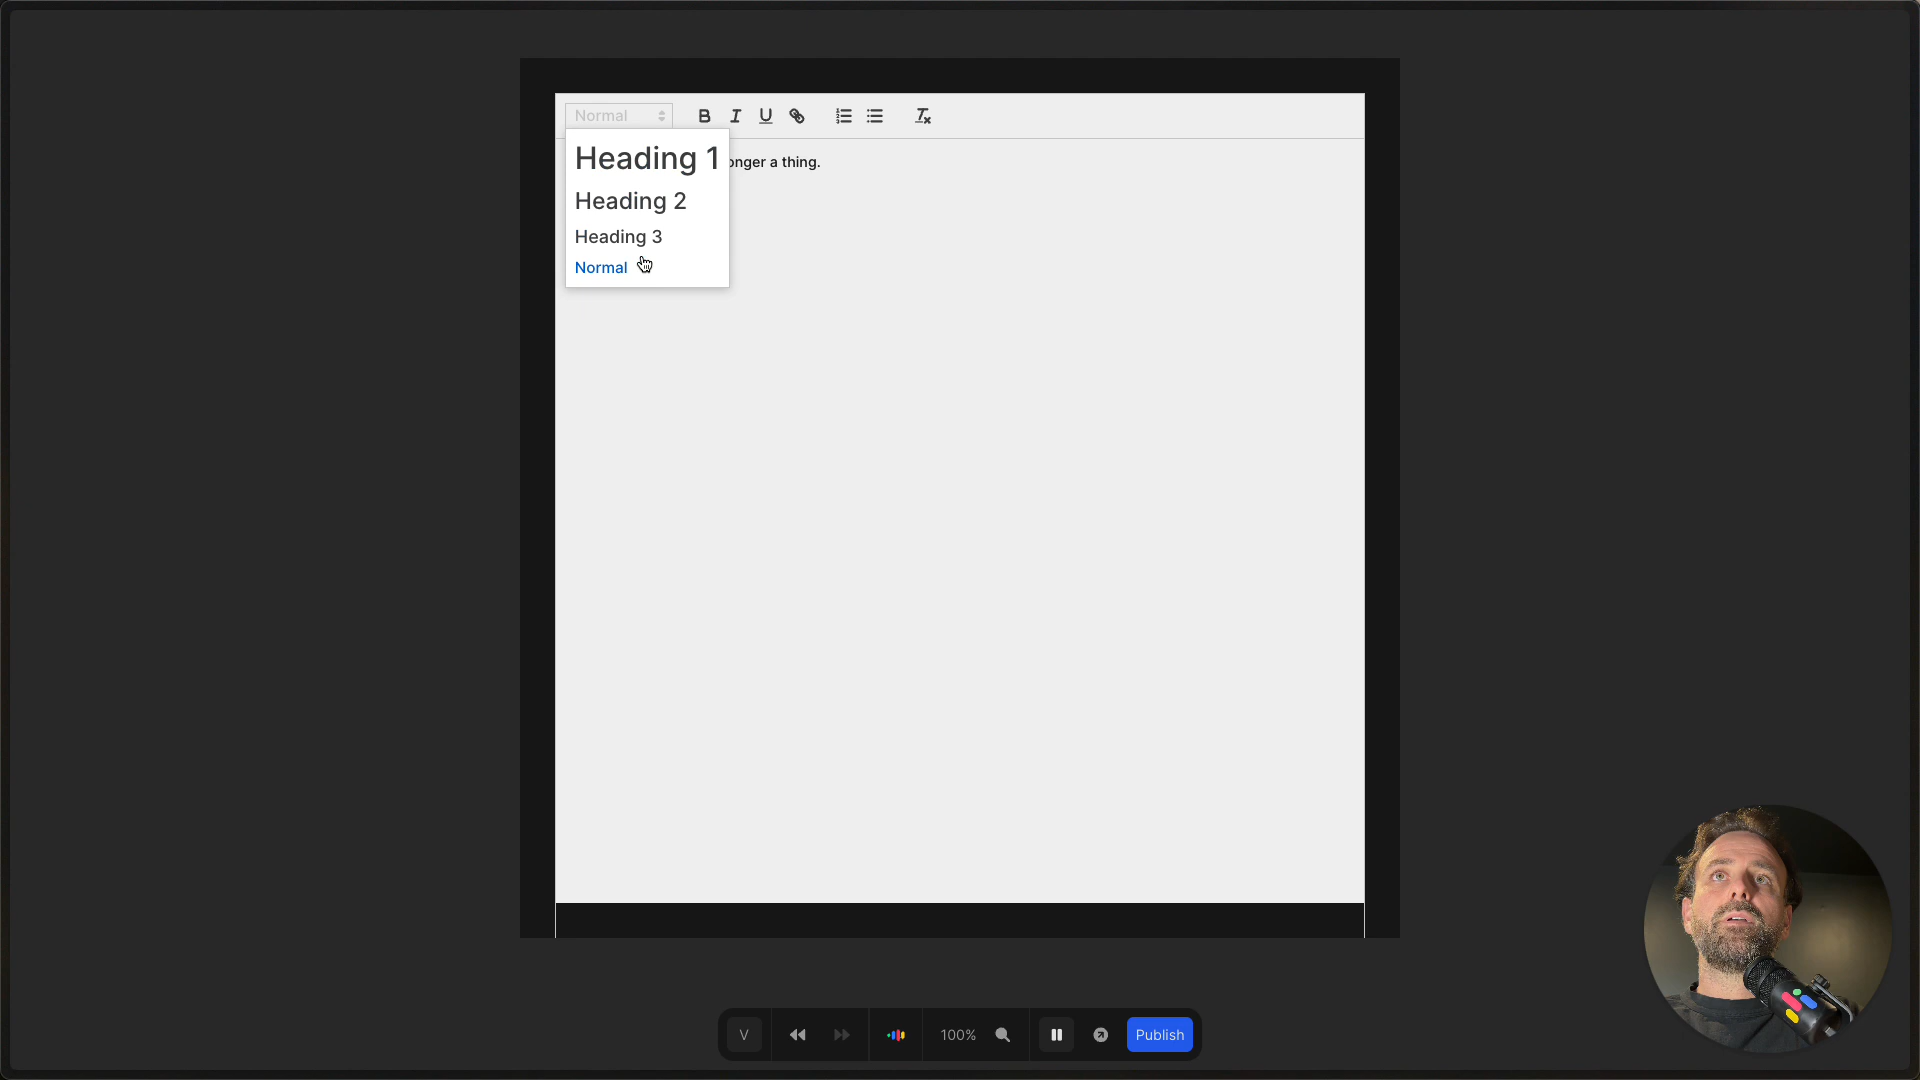 Normal
Heading 1
onger a thing.
Heading 2
Heading 3
Normal
V
100%
Publish